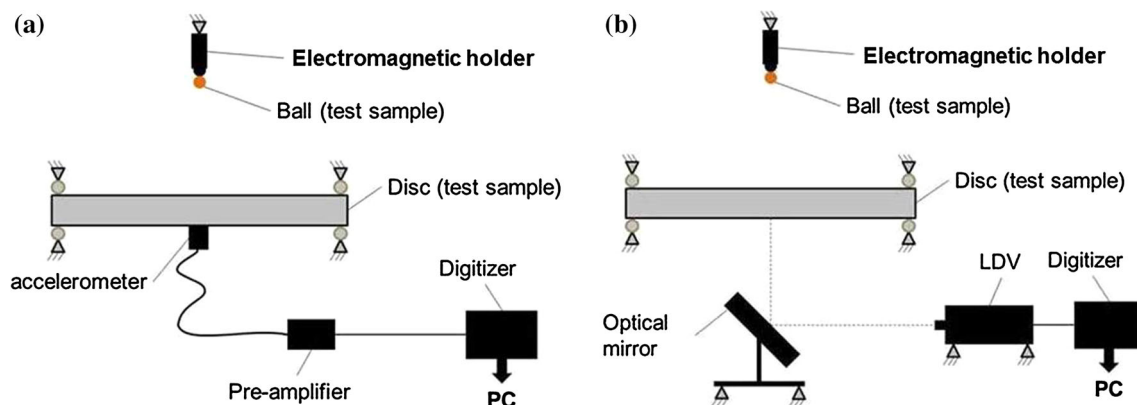 (a)
Electromagnetic holder
Ball (test sample)
Disc (test sample)
accelerometer
Digitizer
Pre-amplifier
PC
(b)
Electromagnetic holder
Ball (test sample)
Disc (test sample)
LDV
Digitizer
Optical
mirror
PC